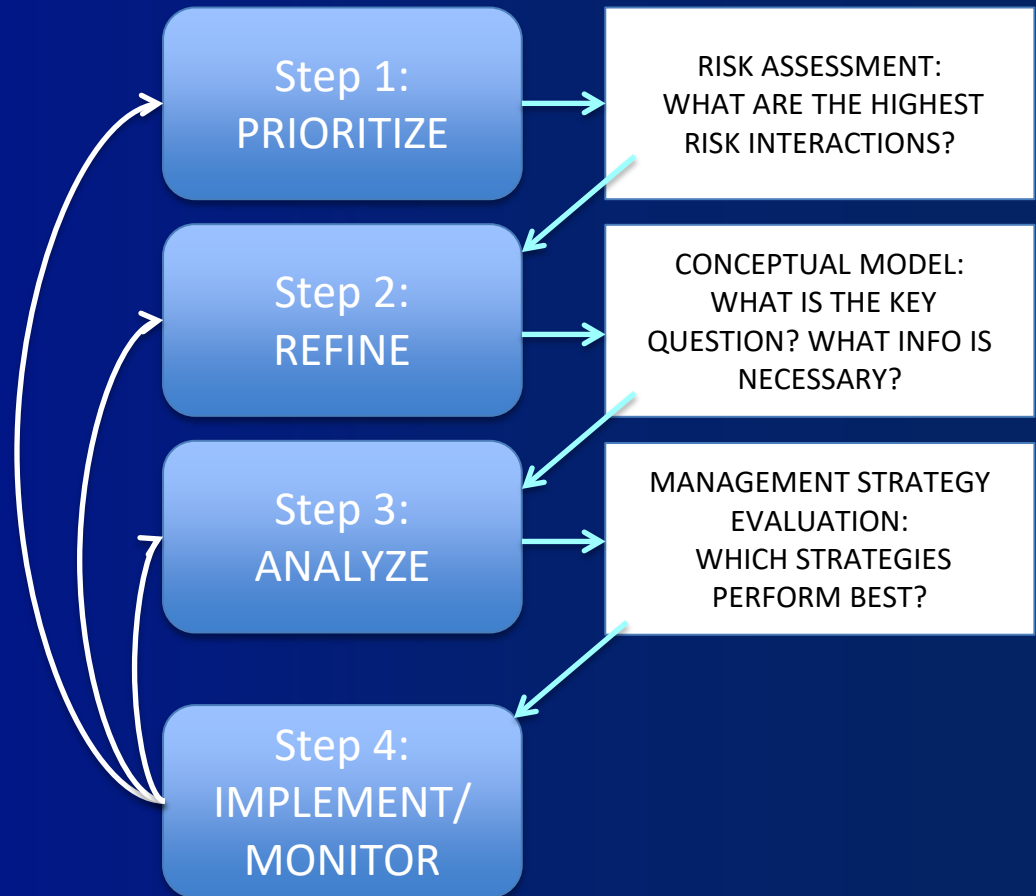 Step 1:
PRIORITIZE
RISK ASSESSMENT:
WHAT ARE THE HIGHEST
RISK INTERACTIONS?
Step 2:
REFINE
CONCEPTUAL MODEL:
WHAT IS THE KEY
QUESTION? WHAT INFO IS
NECESSARY?
Step 3:
ANALYZE
MANAGEMENT STRATEGY
EVALUATION:
WHICH STRATEGIES
PERFORM BEST?
Step 4:
IMPLEMENT/
MONITOR